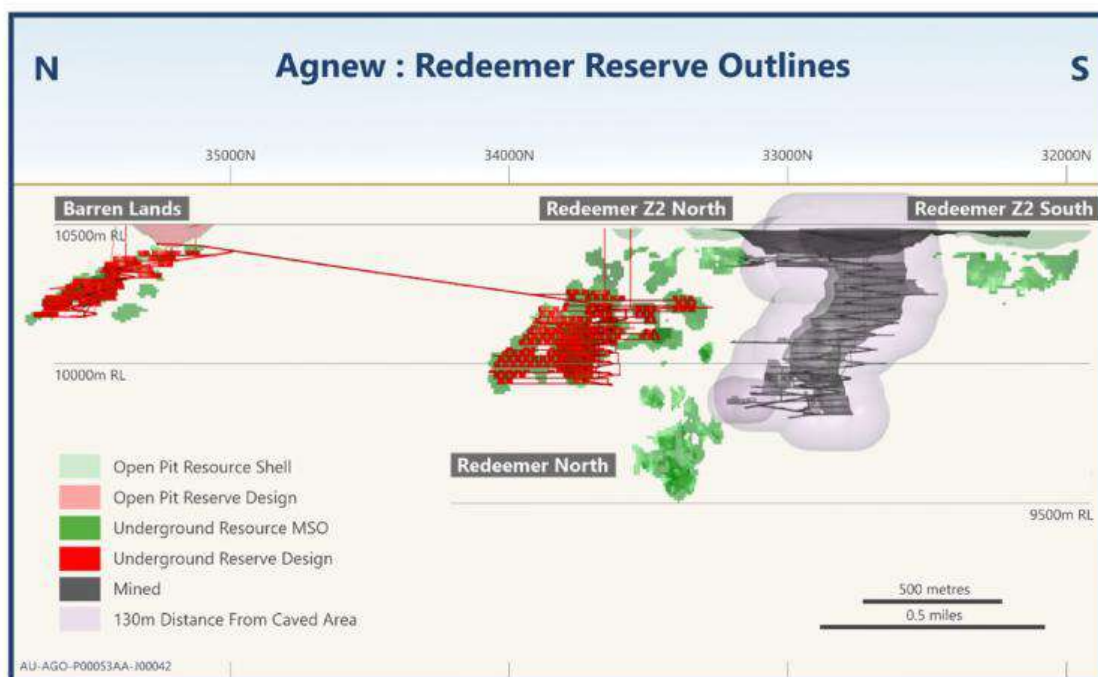 N
Agnew : Redeemer Reserve Outlines
S
35000N
34000N
33000N
32000N
Barren Lands
Redeemer Z2 North
Redeemer Z2 South
10500m RL
10000m RL
Redeemer North
9500m RL
Open Pit Resource Shell
Open Pit Reserve Design
Underground Resource MSO
Underground Reserve Design
Mined
130m Distance From Caved Area
500 metres
0.5 miles
AU-AGO-P00053AA-J00042